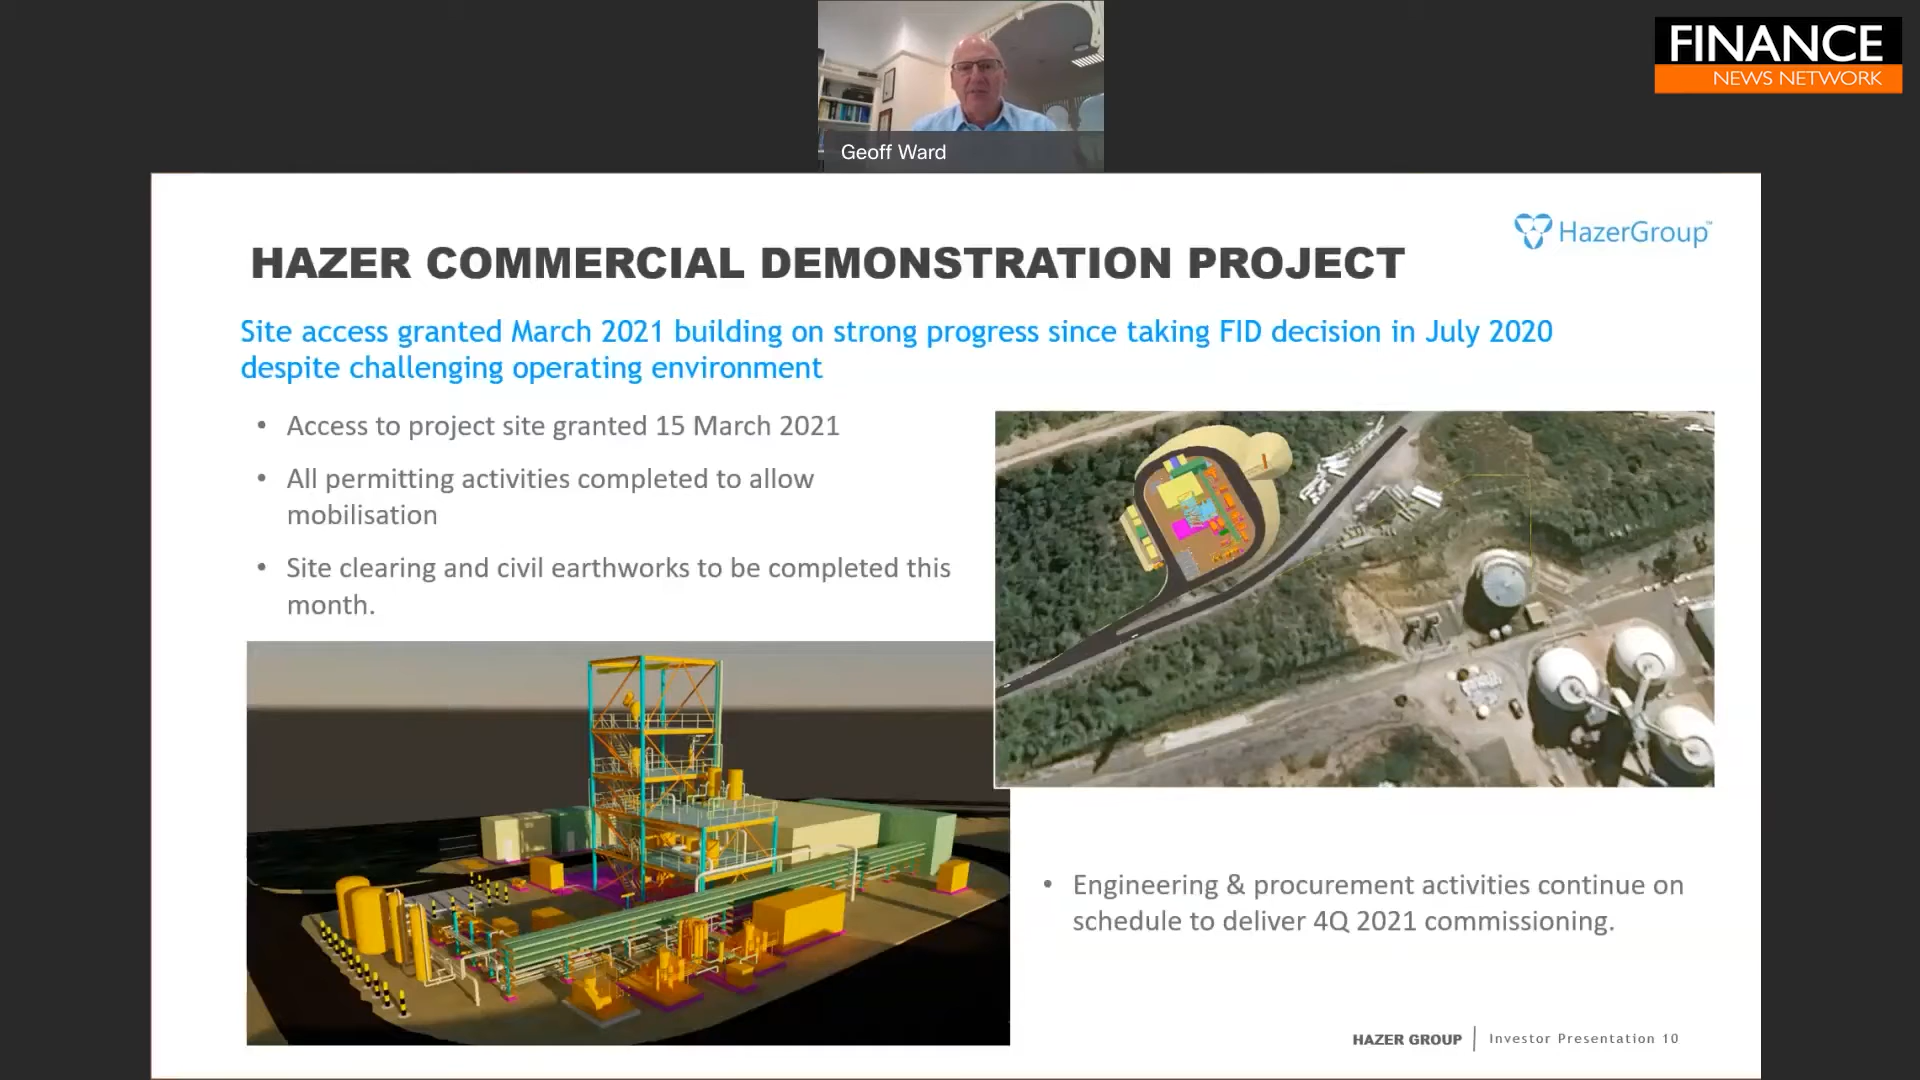 FINANCE
NEWS NETWORK
Geoff Ward
HazerGroup™
HAZER COMMERCIAL DEMONSTRATION PROJECT
Site access granted March 2021 building on strong progress since taking FID decision in July 2020
despite challenging operating environment
• Access to project site granted 15 March 2021
• All permitting activities completed to allow
mobilisation
• Site clearing and civil earthworks to be completed this
month.
• Engineering & procurement activities continue on
schedule to deliver 4Q 2021 commissioning.
HAZER GROUP | Investor Presentation 10